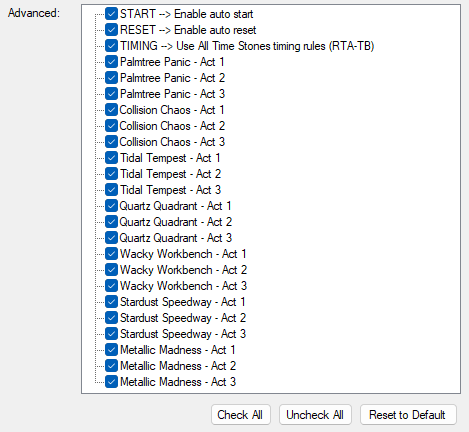 Advanced:
START --> Enable auto start
RESET --> Enable auto reset
TIMING --> Use All Time Stones timing rules (RTA-TB)
Palmtree Panic - Act 1
Palmtree Panic - Act 2
Palmtree Panic - Act 3
Collision Chaos - Act 1
Collision Chaos - Act 2
Collision Chaos - Act 3
Tidal Tempest - Act 1
Tidal Tempest - Act 2
Tidal Tempest - Act 3
Quartz Quadrant - Act 1
Quartz Quadrant - Act 2
Quartz Quadrant - Act 3
Wacky Workbench - Act 1
Wacky Workbench - Act 2
Wacky Workbench - Act 3
Stardust Speedway - Act 1
Stardust Speedway - Act 2
Stardust Speedway - Act 3
Metallic Madness - Act 1
Metallic Madness - Act 2
Metallic Madness - Act 3
Check All Uncheck All Reset to Default